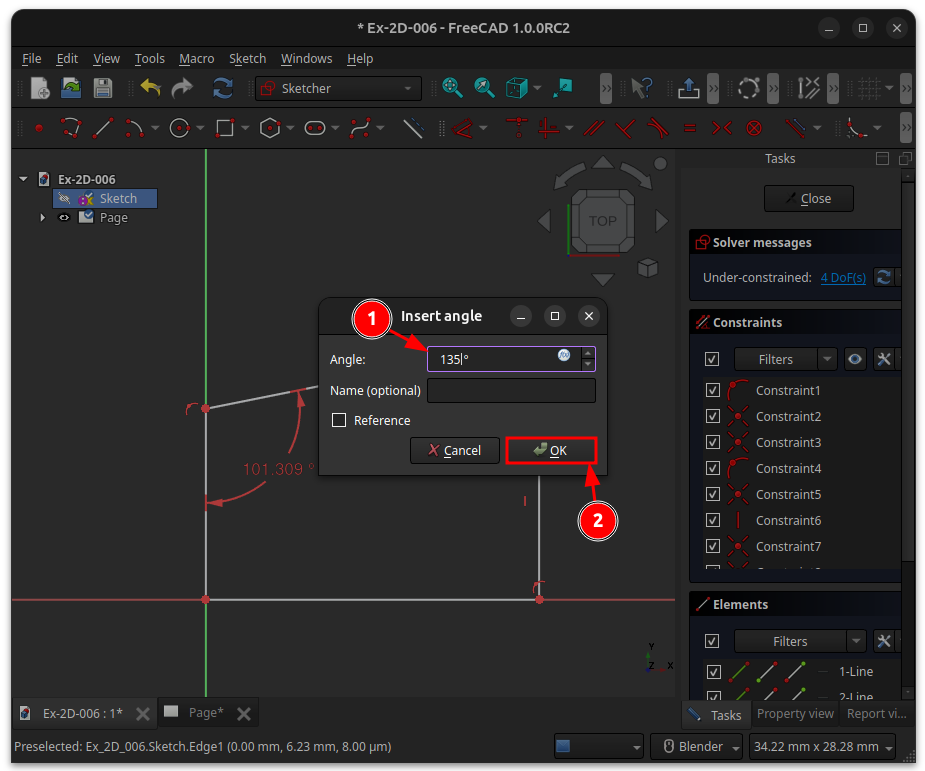 * Ex-2D-006 - FreeCAD 1.0.0RC2
File Edit View Tools Macro Sketch Windows Help
Sketcher
Tasks
Ex-2D-006
Sketch
Page
TOP
Close
Solver messages
Under-constrained: 4 DoF(s)
Insert angle
1
Angle: 135° f(x)
Name (optional)
Reference
Cancel OK
2
101.309 °
Constraints
Filters
Constraint1
Constraint2
Constraint3
Constraint4
Constraint5
Constraint6
Constraint7
Elements
Filters
1-Line
2-Line
Y
Z X
Ex-2D-006 : 1* Page*
Tasks Property view Report vi...
Preselected: Ex_2D_006.Sketch.Edge1 (0.00 mm, 6.23 mm, 8.00 µm)
Blender 34.22 mm x 28.28 mm